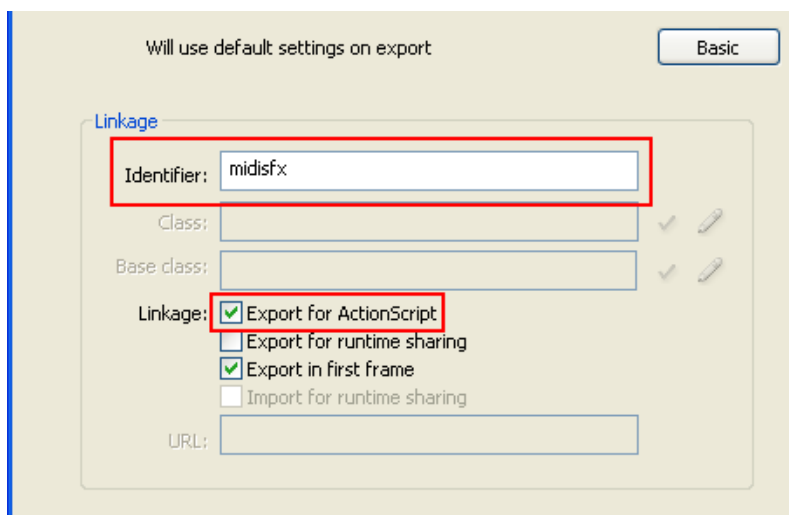 Will use default settings on export
Basic
Linkage
Identifier: midisfx
Class:
Base class:
Linkage: Export for ActionScript
Export for runtime sharing
Export in first frame
Import for runtime sharing
URL: